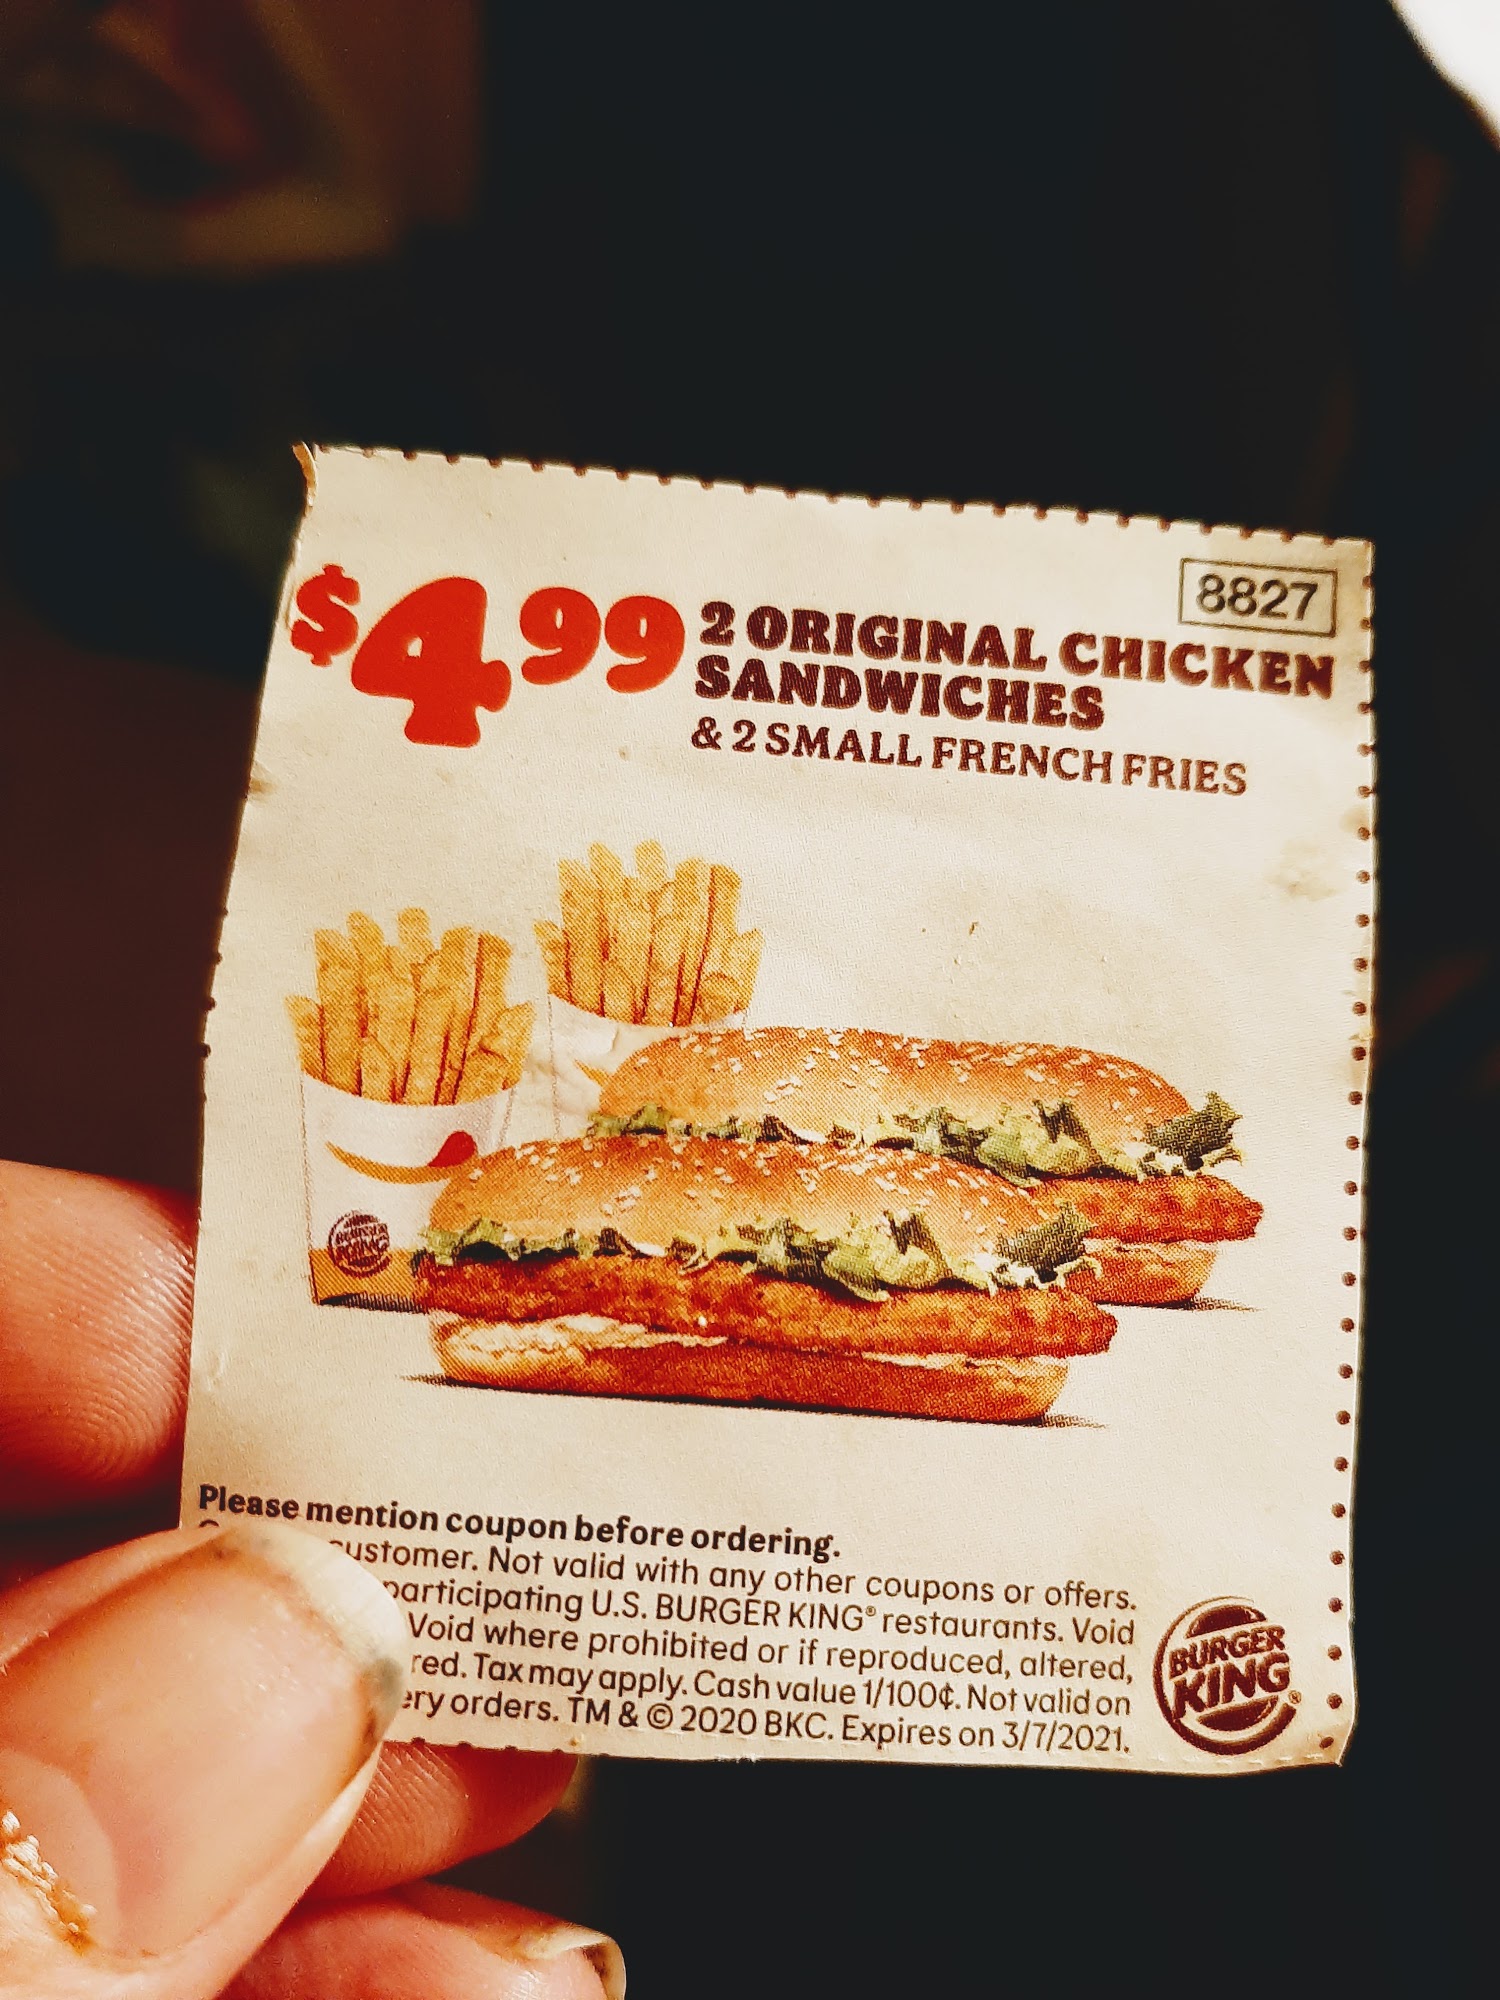 8827
$4 99
2 ORIGINAL CHICKEN
SANDWICHES
& 2 SMALL FRENCH FRIES
BURGER
KING
Please mention coupon before ordering.
customer. Not valid with any other coupons or offers.
participating U.S. BURGER KING® restaurants. Void
Void where prohibited or if reproduced, altered,
Tax may apply. Cash value 1/100¢. Not valid on
orders. TM & © 2020 BKC. Expires on 3/7/2021.
BURGER
KING®